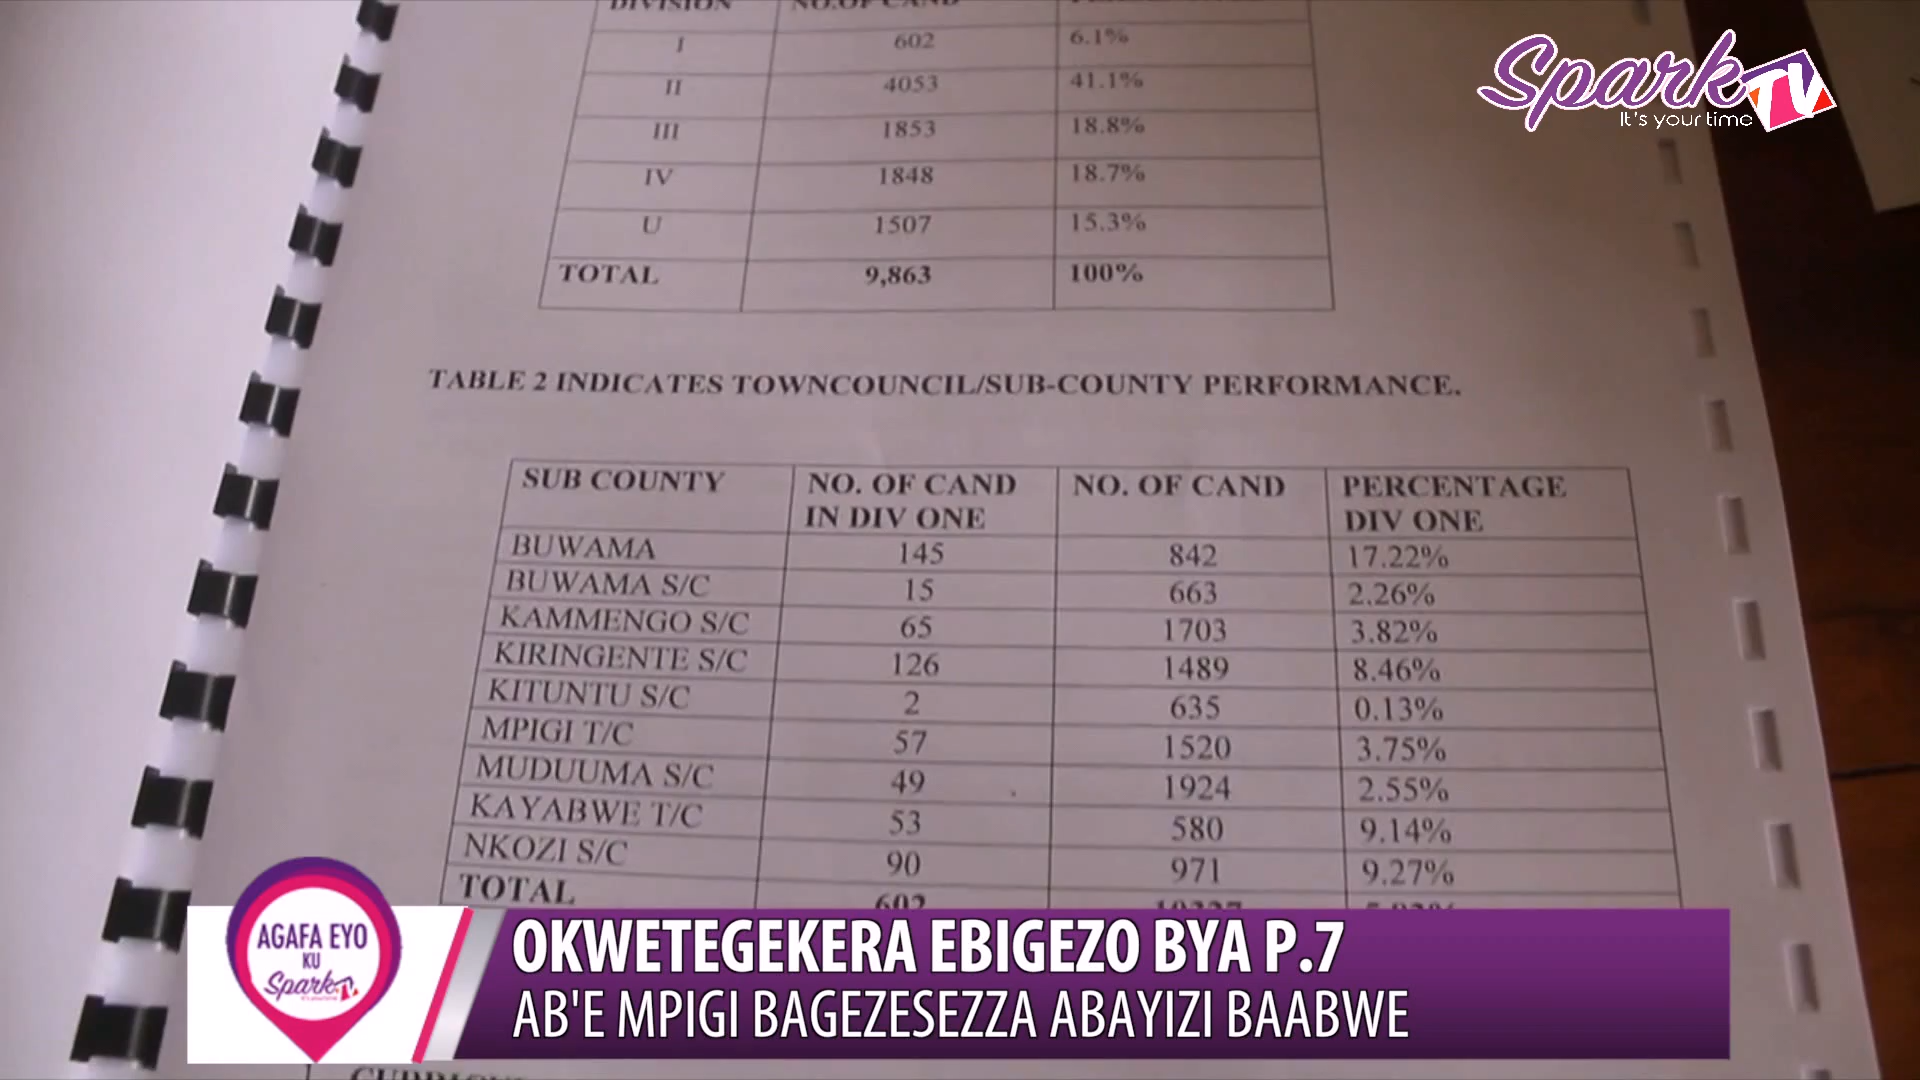 DIVISION NO.OF CAND
I 602 6.1%
II 4053 41.1%
III 1853 18.8%
IV 1848 18.7%
U 1507 15.3%
TOTAL 9,863 100%
Spark TV
It's your time
TABLE 2 INDICATES TOWNCOUNCIL/SUB-COUNTY PERFORMANCE.
SUB COUNTY NO. OF CAND NO. OF CAND PERCENTAGE
IN DIV ONE DIV ONE
BUWAMA 145 842 17.22%
BUWAMA S/C 15 663 2.26%
KAMMENGO S/C 65 1703 3.82%
KIRINGENTE S/C 126 1489 8.46%
KITUNTU S/C 2 635 0.13%
MPIGI T/C 57 1520 3.75%
MUDUUMA S/C 49 1924 2.55%
KAYABWE T/C 53 580 9.14%
NKOZI S/C 90 971 9.27%
TOTAL 602
AGAFA EYO
KU
Spark TV
OKWETEGEKERA EBIGEZO BYA P.7
AB'E MPIGI BAGEZESEZZA ABAYIZI BAABWE